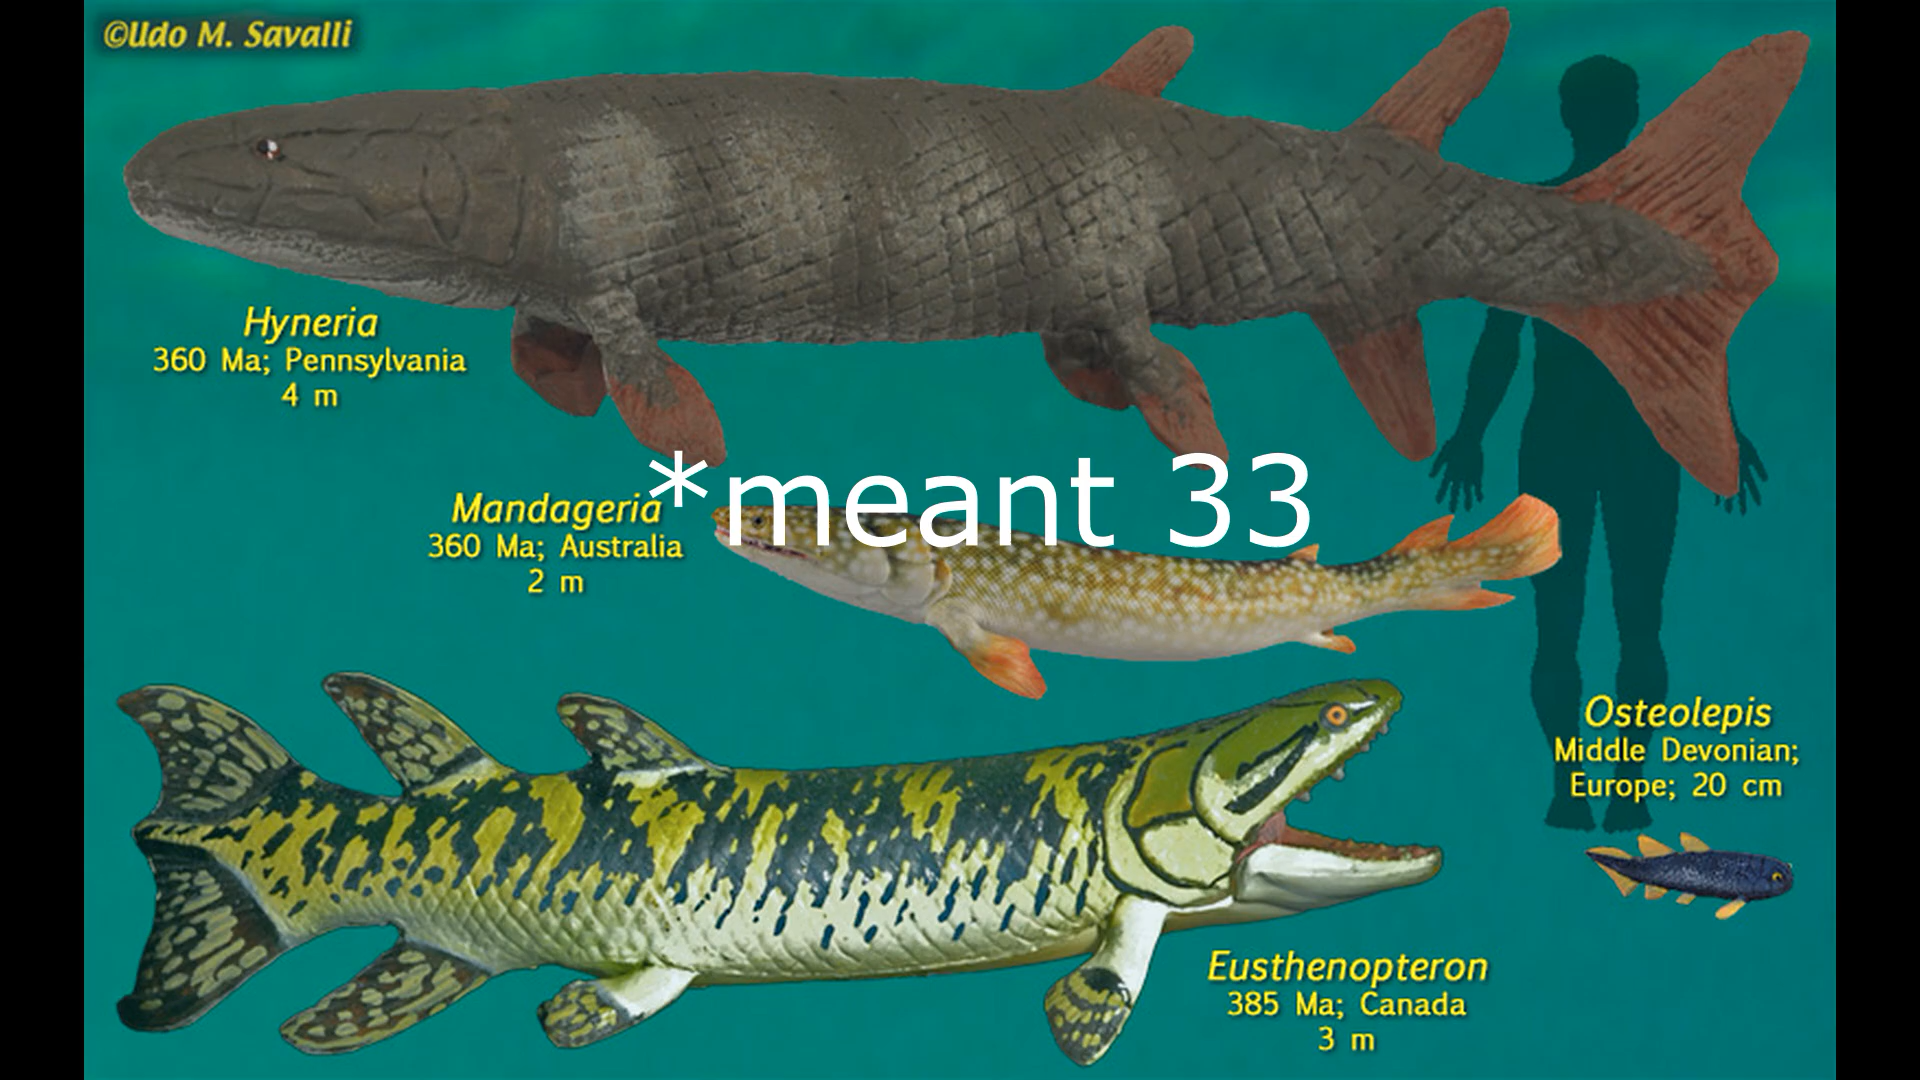 ©Udo M. Savalli
Hyneria
360 Ma; Pennsylvania
4 m
*meant 33
Mandageria
360 Ma; Australia
2 m
Osteolepis
Middle Devonian;
Europe; 20 cm
Eusthenopteron
385 Ma; Canada
3 m